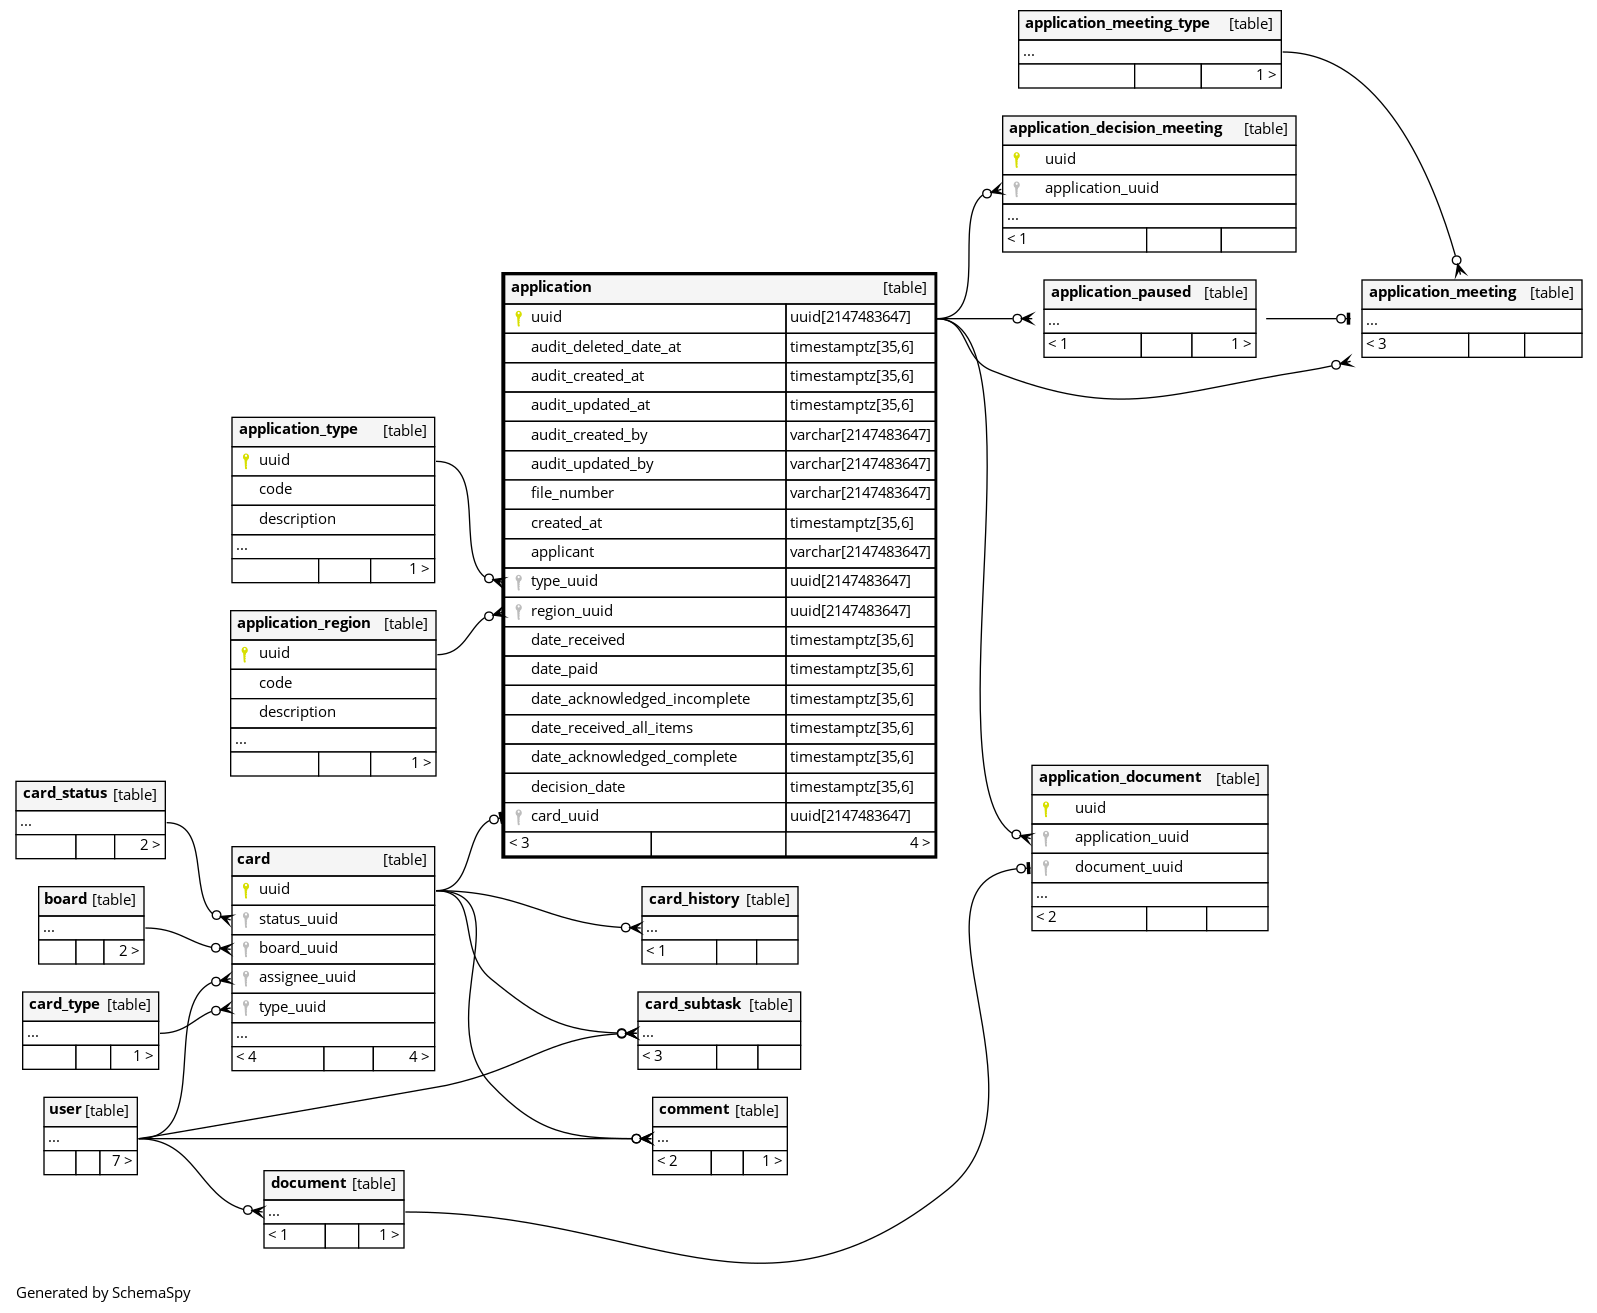 application_meeting_type [table]
...
1 >
application_decision_meeting [table]
uuid
application_uuid
...
< 1
application [table]
uuid uuid[2147483647]
audit_deleted_date_at timestamptz[35,6]
audit_created_at timestamptz[35,6]
audit_updated_at timestamptz[35,6]
audit_created_by varchar[2147483647]
audit_updated_by varchar[2147483647]
file_number varchar[2147483647]
created_at timestamptz[35,6]
applicant varchar[2147483647]
type_uuid uuid[2147483647]
region_uuid uuid[2147483647]
date_received timestamptz[35,6]
date_paid timestamptz[35,6]
date_acknowledged_incomplete timestamptz[35,6]
date_received_all_items timestamptz[35,6]
date_acknowledged_complete timestamptz[35,6]
decision_date timestamptz[35,6]
card_uuid uuid[2147483647]
< 3 4 >
application_paused [table]
...
< 1 1 >
application_meeting [table]
...
< 3
application_type [table]
uuid
code
description
...
1 >
application_region [table]
uuid
code
description
...
1 >
application_document [table]
uuid
application_uuid
document_uuid
...
< 2
card_status [table]
...
2 >
card [table]
uuid
status_uuid
board_uuid
assignee_uuid
type_uuid
...
< 4 4 >
board [table]
...
2 >
card_history [table]
...
< 1
card_type [table]
...
1 >
card_subtask [table]
...
< 3
user [table]
...
7 >
comment [table]
...
< 2 1 >
document [table]
...
< 1 1 >
Generated by SchemaSpy